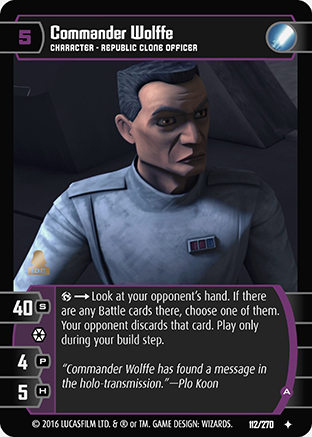 5
Commander Wolffe
CHARACTER - REPUBLIC CLONE OFFICER
40 S
4 P
5 H
Look at your opponent's hand. If there
are any Battle cards there, choose one of them.
Your opponent discards that card. Play only
during your build step.
"Commander Wolffe has found a message in
the holo-transmission."—Plo Koon
A
© 2016 LUCASFILM LTD. & ® OR TM. GAME DESIGN: WIZARDS.
112/270